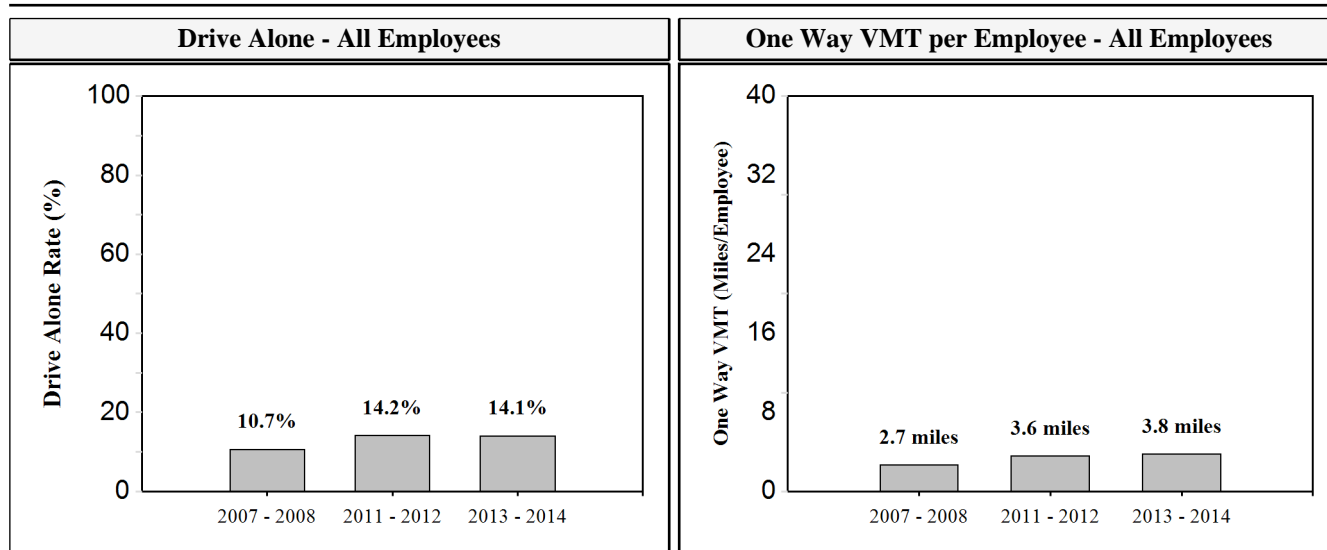 Drive Alone - All Employees
100
80
60
40
20
0
Drive Alone Rate (%)
10.7%
14.2%
14.1%
2007 - 2008
2011 - 2012
2013 - 2014
One Way VMT per Employee - All Employees
40
32
24
16
8
0
One Way VMT (Miles/Employee)
2.7 miles
3.6 miles
3.8 miles
2007 - 2008
2011 - 2012
2013 - 2014